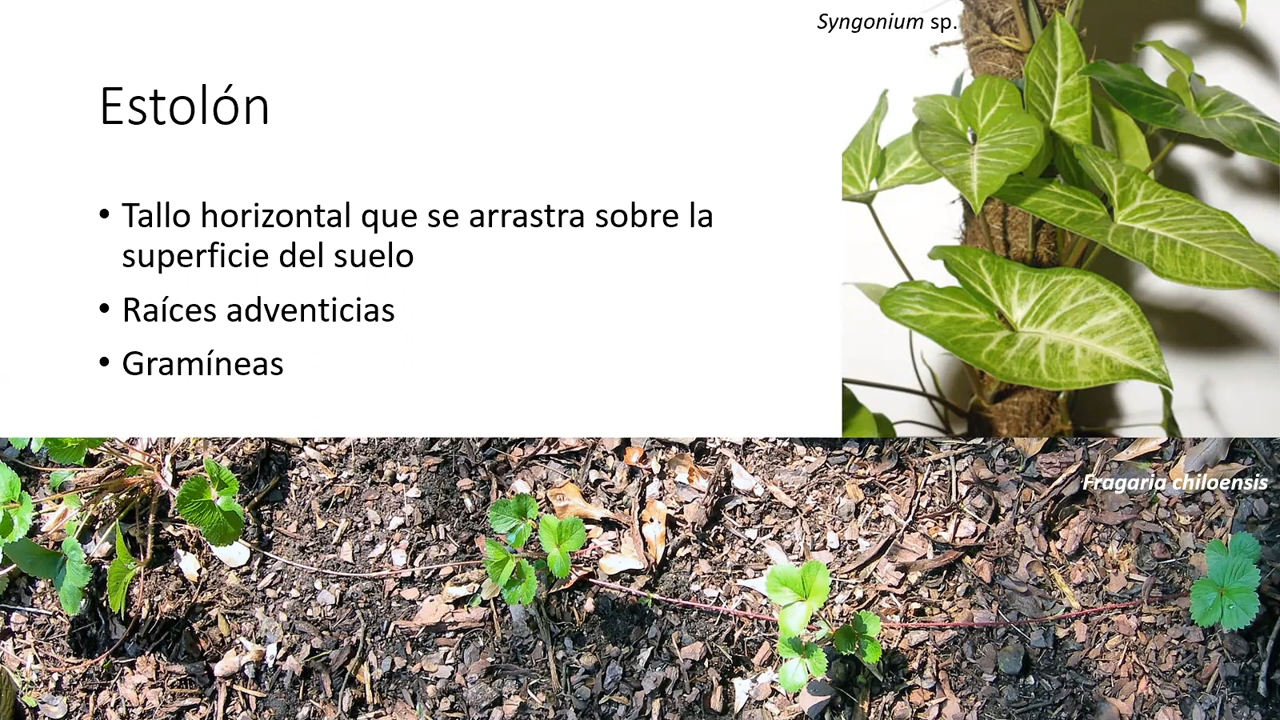 Syngonium sp.
Estolón
• Tallo horizontal que se arrastra sobre la
superficie del suelo
• Raíces adventicias
• Gramíneas
Fragaria chiloensis